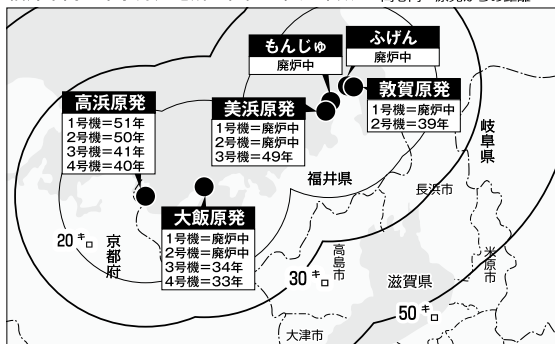 もんじゅ
廃炉中
ふげん
廃炉中
敦賀原発
1号機=廃炉中
2号機=39年
高浜原発
1号機=51年
2号機=50年
3号機=41年
4号機=40年
美浜原発
1号機=廃炉中
2号機=廃炉中
3号機=49年
大飯原発
1号機=廃炉中
2号機=廃炉中
3号機=34年
4号機=33年
福井県
岐阜県
長浜市
京都府
20キロ
高島市
30キロ
滋賀県
米原市
50キロ
大津市